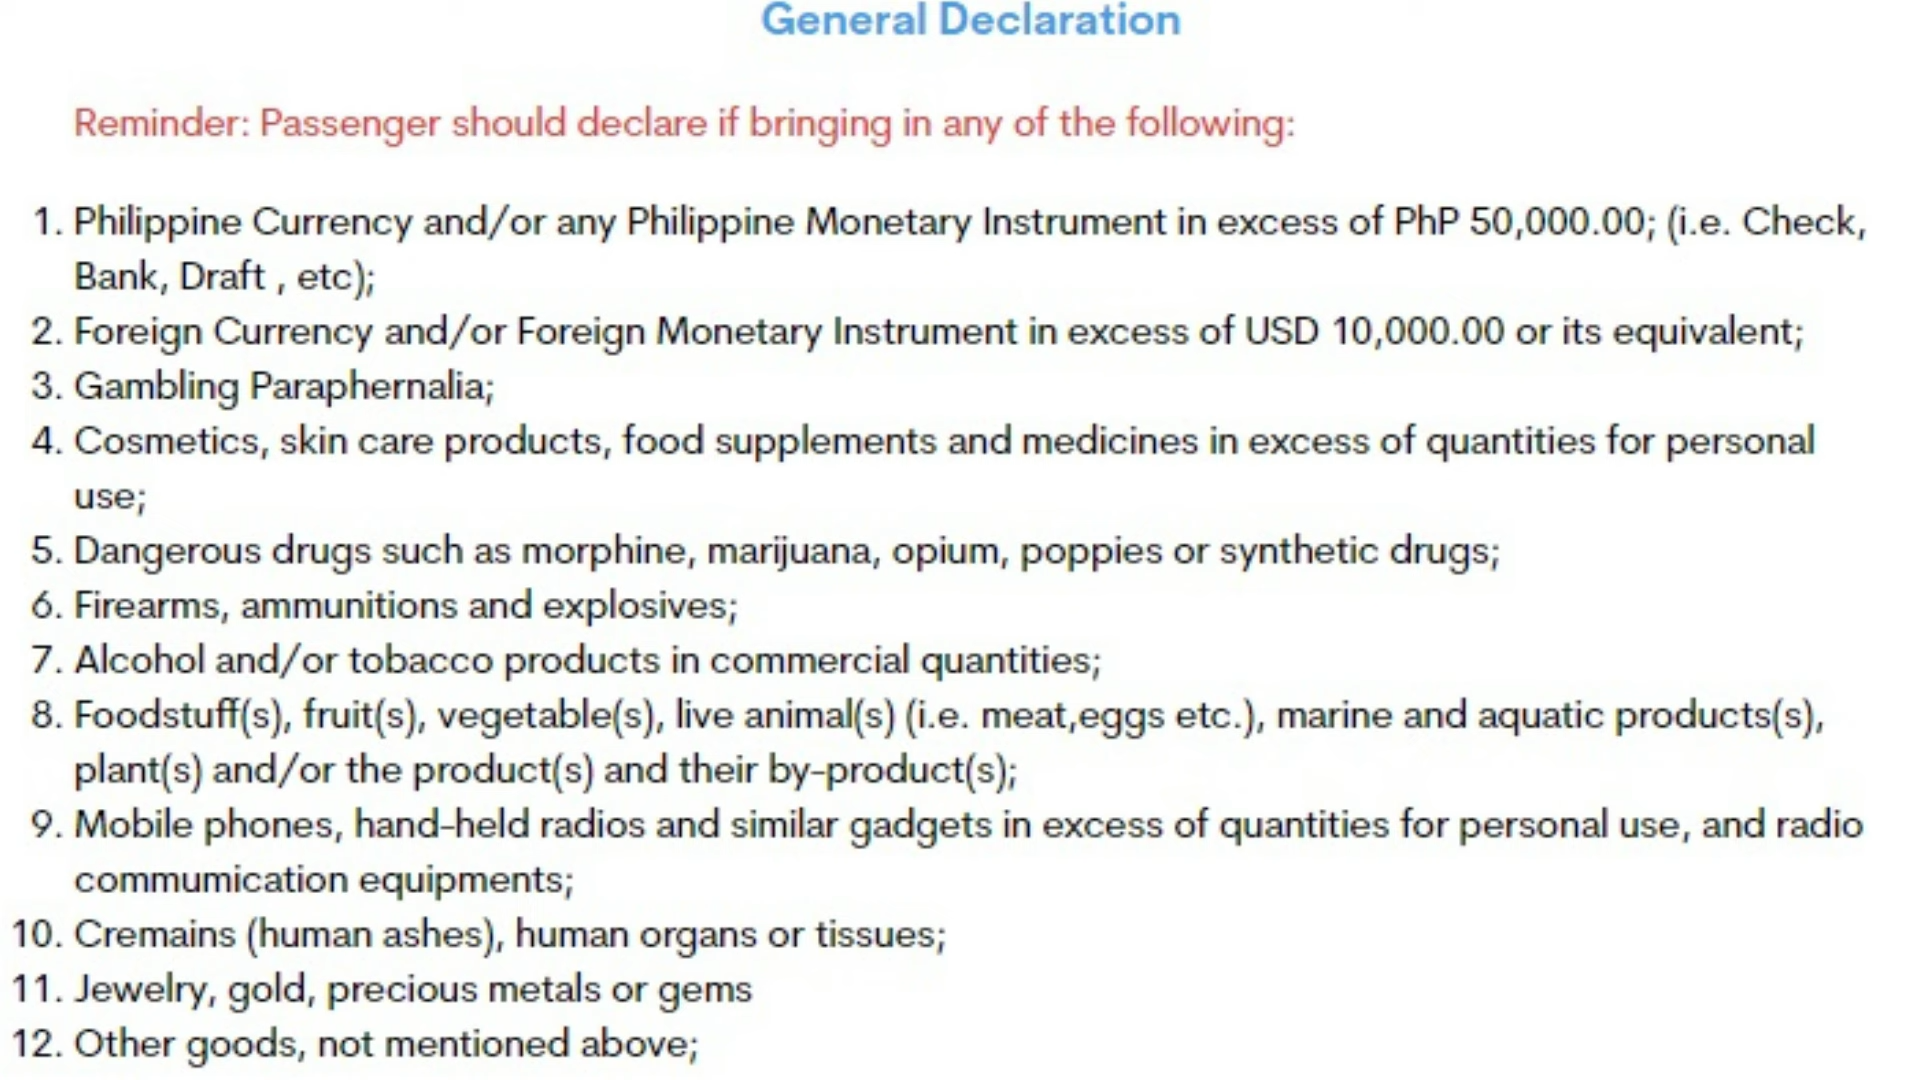 General Declaration
Reminder: Passenger should declare if bringing in any of the following:
1. Philippine Currency and/or any Philippine Monetary Instrument in excess of PhP 50,000.00; (i.e. Check,
Bank, Draft , etc);
2. Foreign Currency and/or Foreign Monetary Instrument in excess of USD 10,000.00 or its equivalent;
3. Gambling Paraphernalia;
4. Cosmetics, skin care products, food supplements and medicines in excess of quantities for personal
use;
5. Dangerous drugs such as morphine, marijuana, opium, poppies or synthetic drugs;
6. Firearms, ammunitions and explosives;
7. Alcohol and/or tobacco products in commercial quantities;
8. Foodstuff(s), fruit(s), vegetable(s), live animal(s) (i.e. meat,eggs etc.), marine and aquatic products(s),
plant(s) and/or the product(s) and their by-product(s);
9. Mobile phones, hand-held radios and similar gadgets in excess of quantities for personal use, and radio
commumication equipments;
10. Cremains (human ashes), human organs or tissues;
11. Jewelry, gold, precious metals or gems
12. Other goods, not mentioned above;